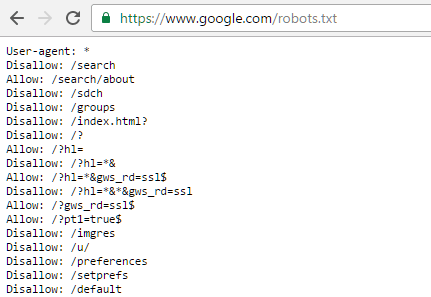 https://www.google.com/robots.txt
User-agent: *
Disallow: /search
Allow: /search/about
Disallow: /sdch
Disallow: /groups
Disallow: /index.html?
Disallow: /?
Allow: /?hl=
Disallow: /?hl=*&
Allow: /?hl=*&gws_rd=ssl$
Disallow: /?hl=*&*&gws_rd=ssl
Allow: /?gws_rd=ssl$
Allow: /?pt1=true$
Disallow: /imgres
Disallow: /u/
Disallow: /preferences
Disallow: /setprefs
Disallow: /default